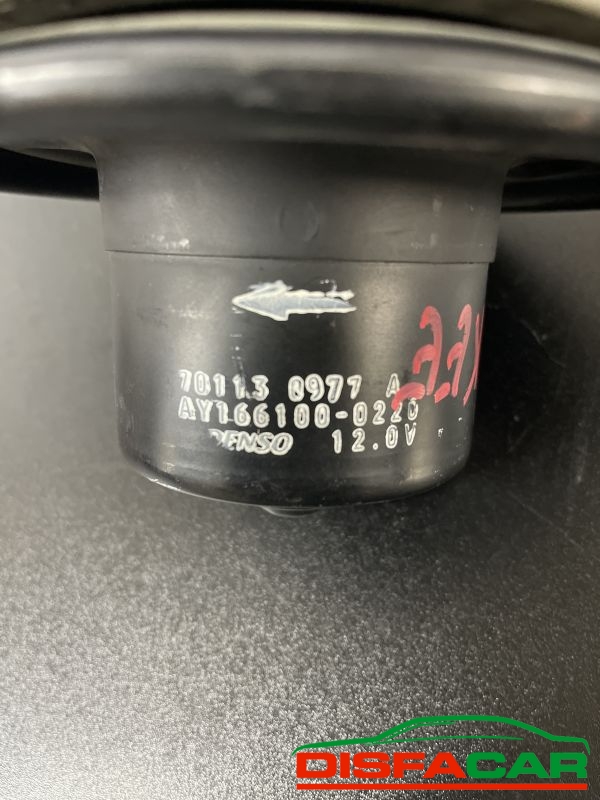 70113 0977 A
AY166100-0220
DENSO 12.0V
DISFACAR